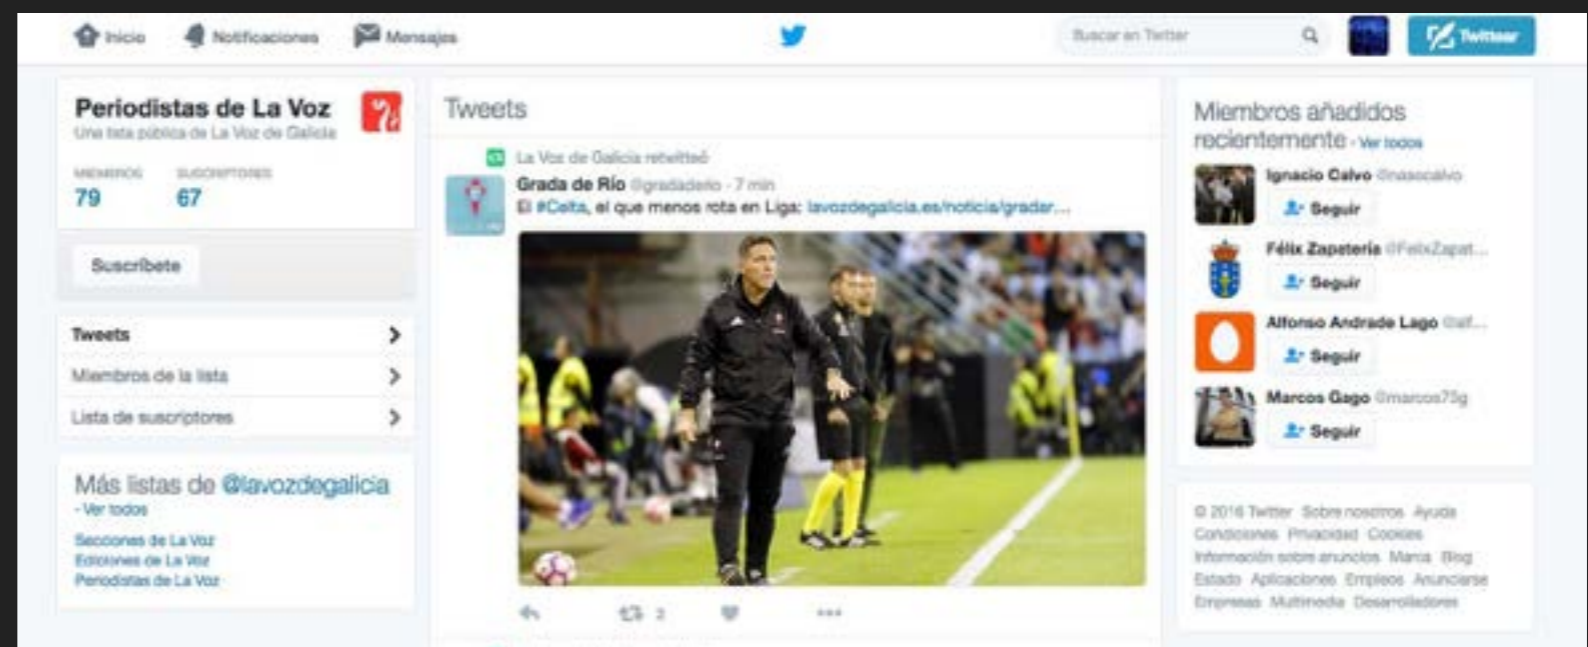 Inicio Notificaciones Mensajes
Buscar en Twitter
Twittear
Periodistas de La Voz
Una lista pública de La Voz de Galicia
MIEMBROS SUSCRIPTORES
79 67
Suscríbete
Tweets
Miembros de la lista
Lista de suscriptores
Más listas de @lavozdegalicia
- Ver todos
Secciones de La Voz
Ediciones de La Voz
Periodistas de La Voz
Tweets
La Voz de Galicia retwitteó
Grada de Río @gradaderio · 7 min
El #Celta, el que menos rota en Liga: lavozdegalicia.es/noticia/gradar...
2
Miembros añadidos
recientemente · Ver todos
Ignacio Calvo @nasocalvo
Seguir
Félix Zapatería @FelixZapat...
Seguir
Alfonso Andrade Lago @alf...
Seguir
Marcos Gago @marcos73g
Seguir
© 2016 Twitter Sobre nosotros Ayuda
Condiciones Privacidad Cookies
Información sobre anuncios Marca Blog
Estado Aplicaciones Empleos Anunciarse
Empresas Multimedia Desarrolladores